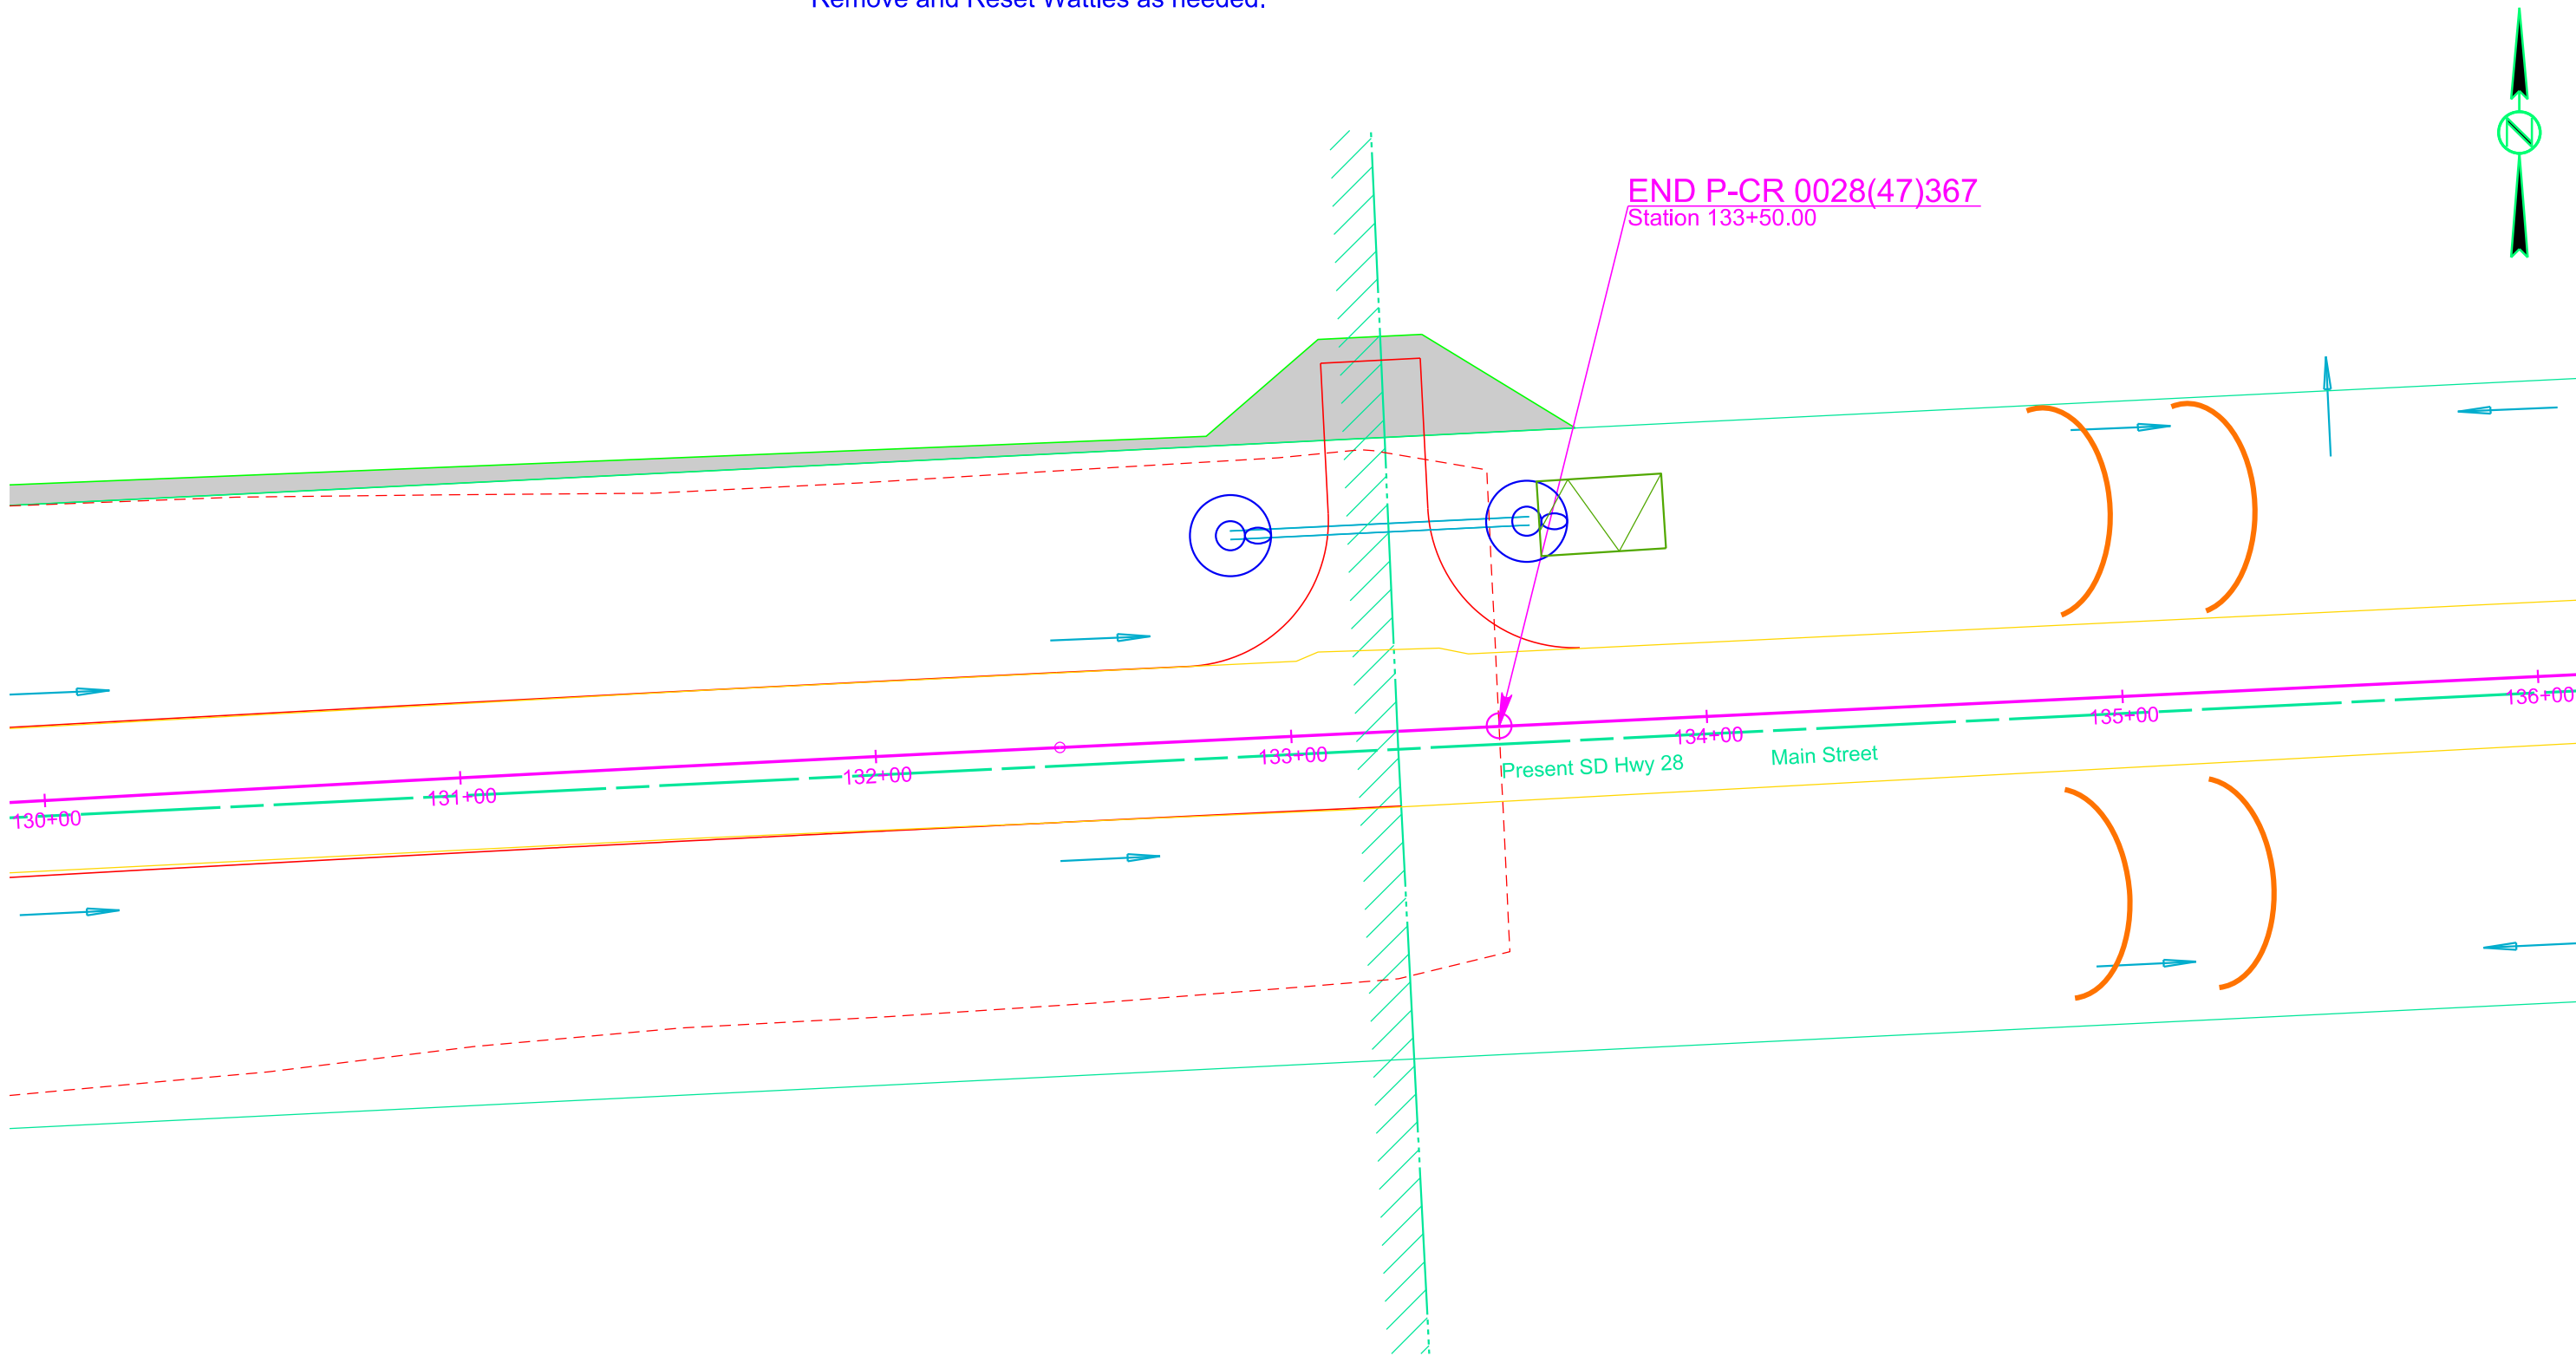 Remove and Reset Wattles as needed.
N
END P-CR 0028(47)367
Station 133+50.00
130+00
131+00
132+00
133+00
134+00
135+00
136+00
Present SD Hwy 28
Main Street